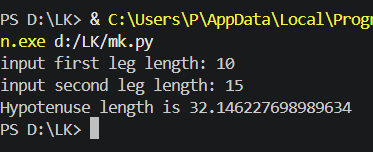 PS D:\LK> & C:\Users\P\AppData\Local\Progr
n.exe d:/LK/mk.py
input first leg length: 10
input second leg length: 15
Hypotenuse length is 32.146227698989634
PS D:\LK>